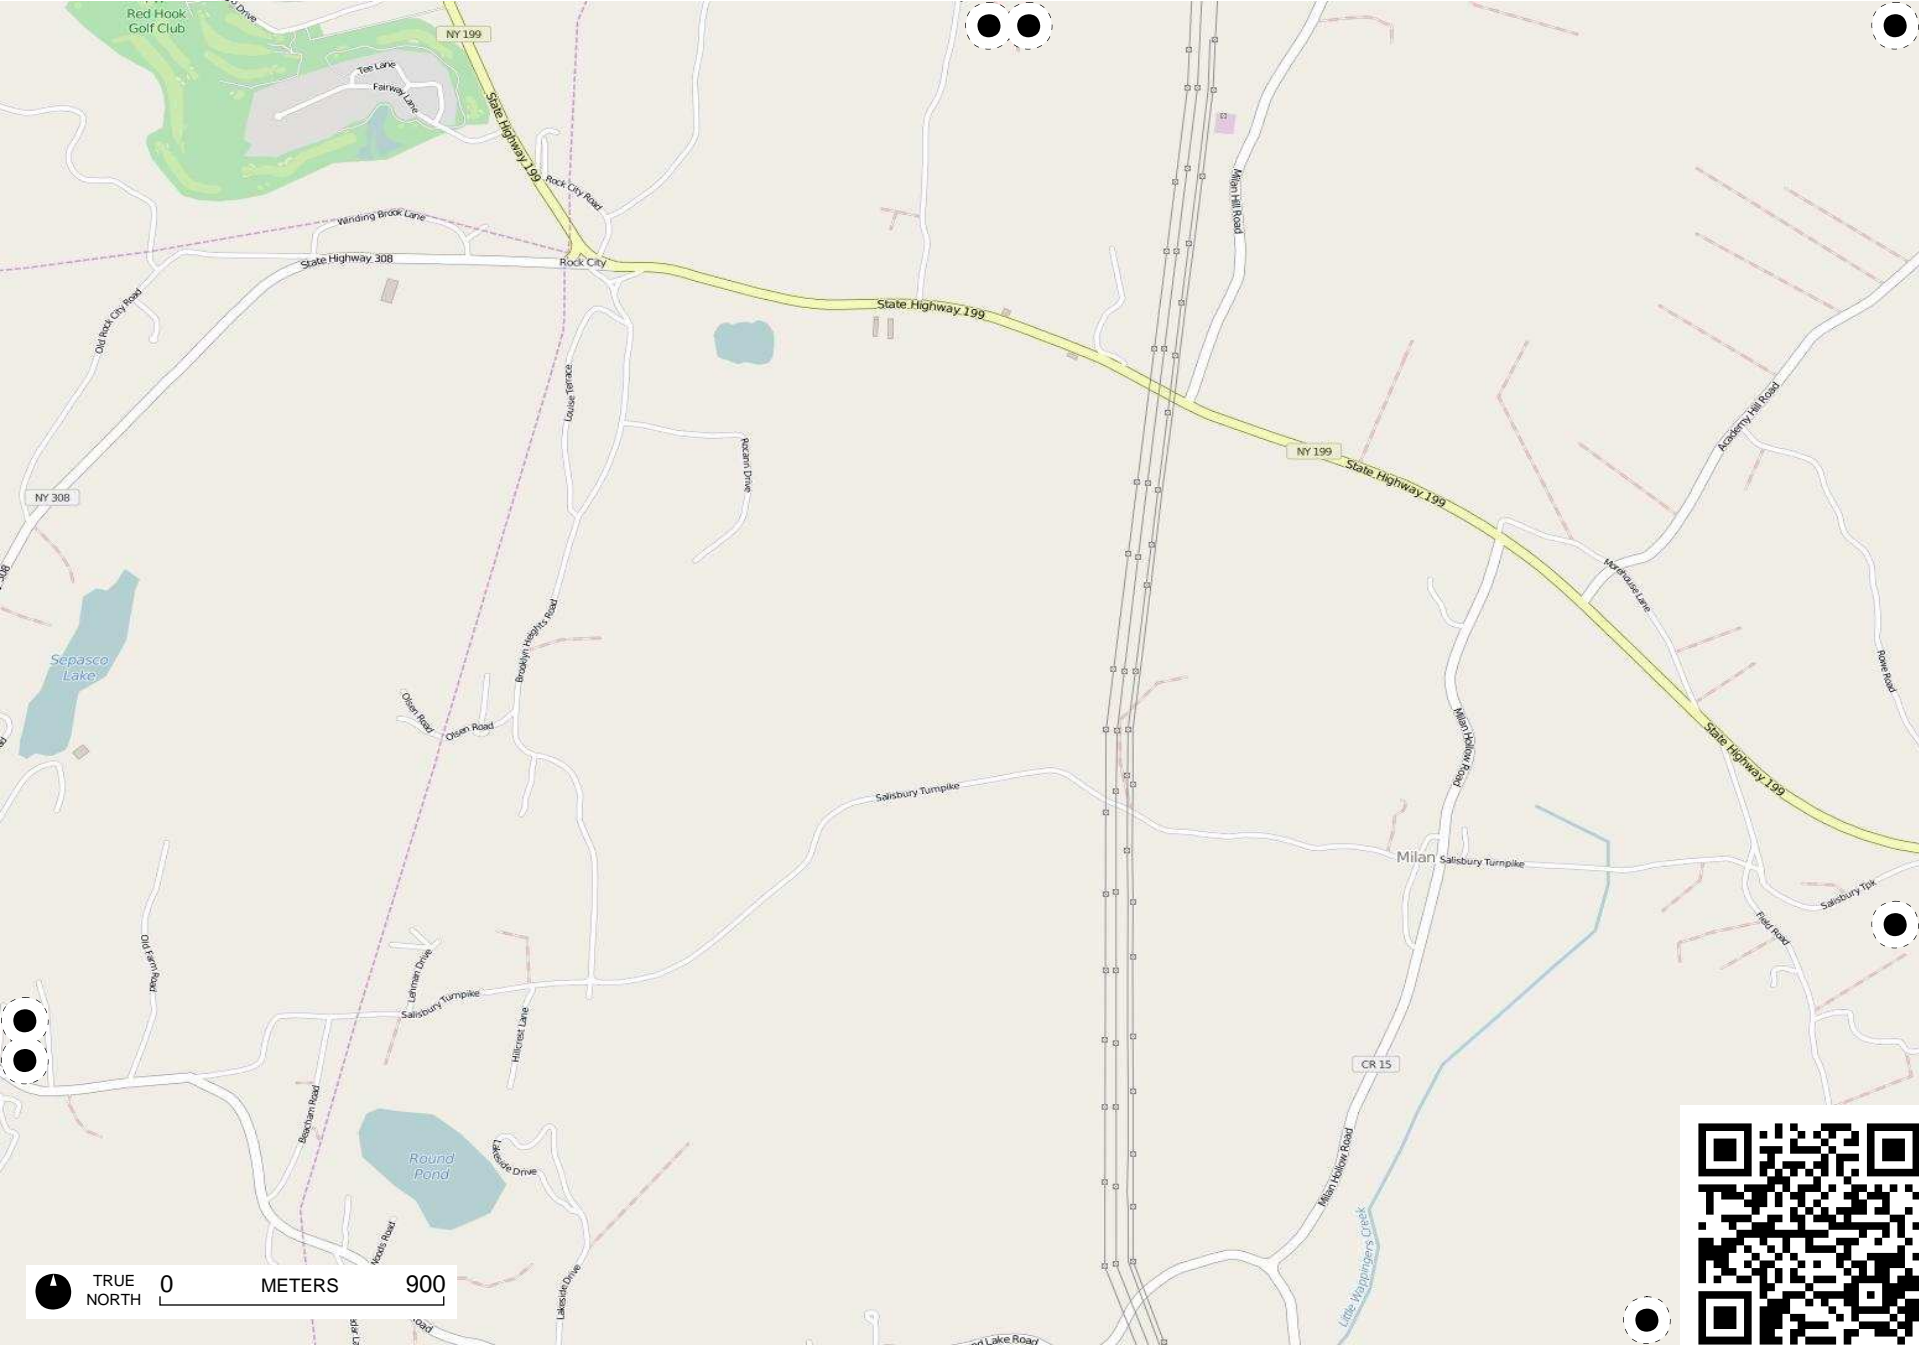 Red Hook
Golf Club
Drive
NY 199
Tee Lane
Fairway Lane
State Highway 199
Rock City Road
Winding Brook Lane
State Highway 308
Rock City
Old Rock City Road
Milan Hill Road
State Highway 199
Louise Terrace
Academy Hill Road
Roxann Drive
NY 199
State Highway 199
NY 308
308
Morehouse Lane
Brooklyn Heights Road
Sepasco
Lake
Rowe Road
Olsen Road
Olsen Road
Milan Hollow Road
State Highway 199
Salisbury Turnpike
Milan
Salisbury Turnpike
Salisbury Tpk
Field Road
Old Farm Road
Lehman Drive
Salisbury Turnpike
Hillcrest Lane
CR 15
Beacham Road
Round
Pond
Lakeside Drive
Milan Hollow Road
Woods Road
Little Wappingers Creek
Lakeside Drive
TRUE
NORTH
0 METERS 900
Lake Road